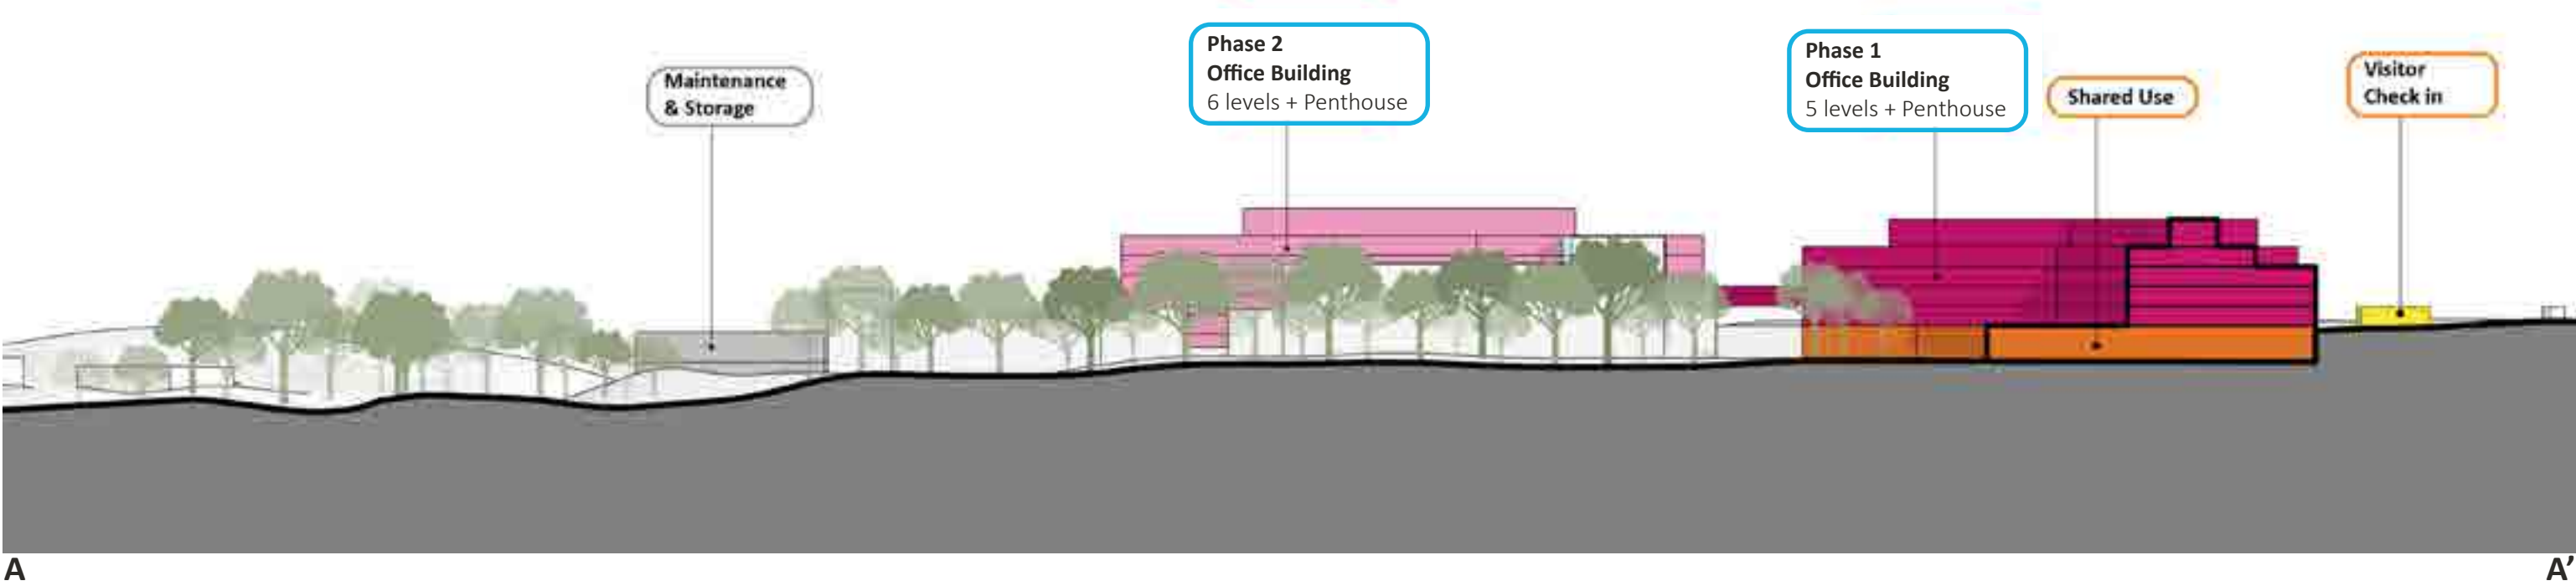 Maintenance
& Storage
Phase 2
Office Building
6 levels + Penthouse
Phase 1
Office Building
5 levels + Penthouse
Shared Use
Visitor
Check in
A
A'